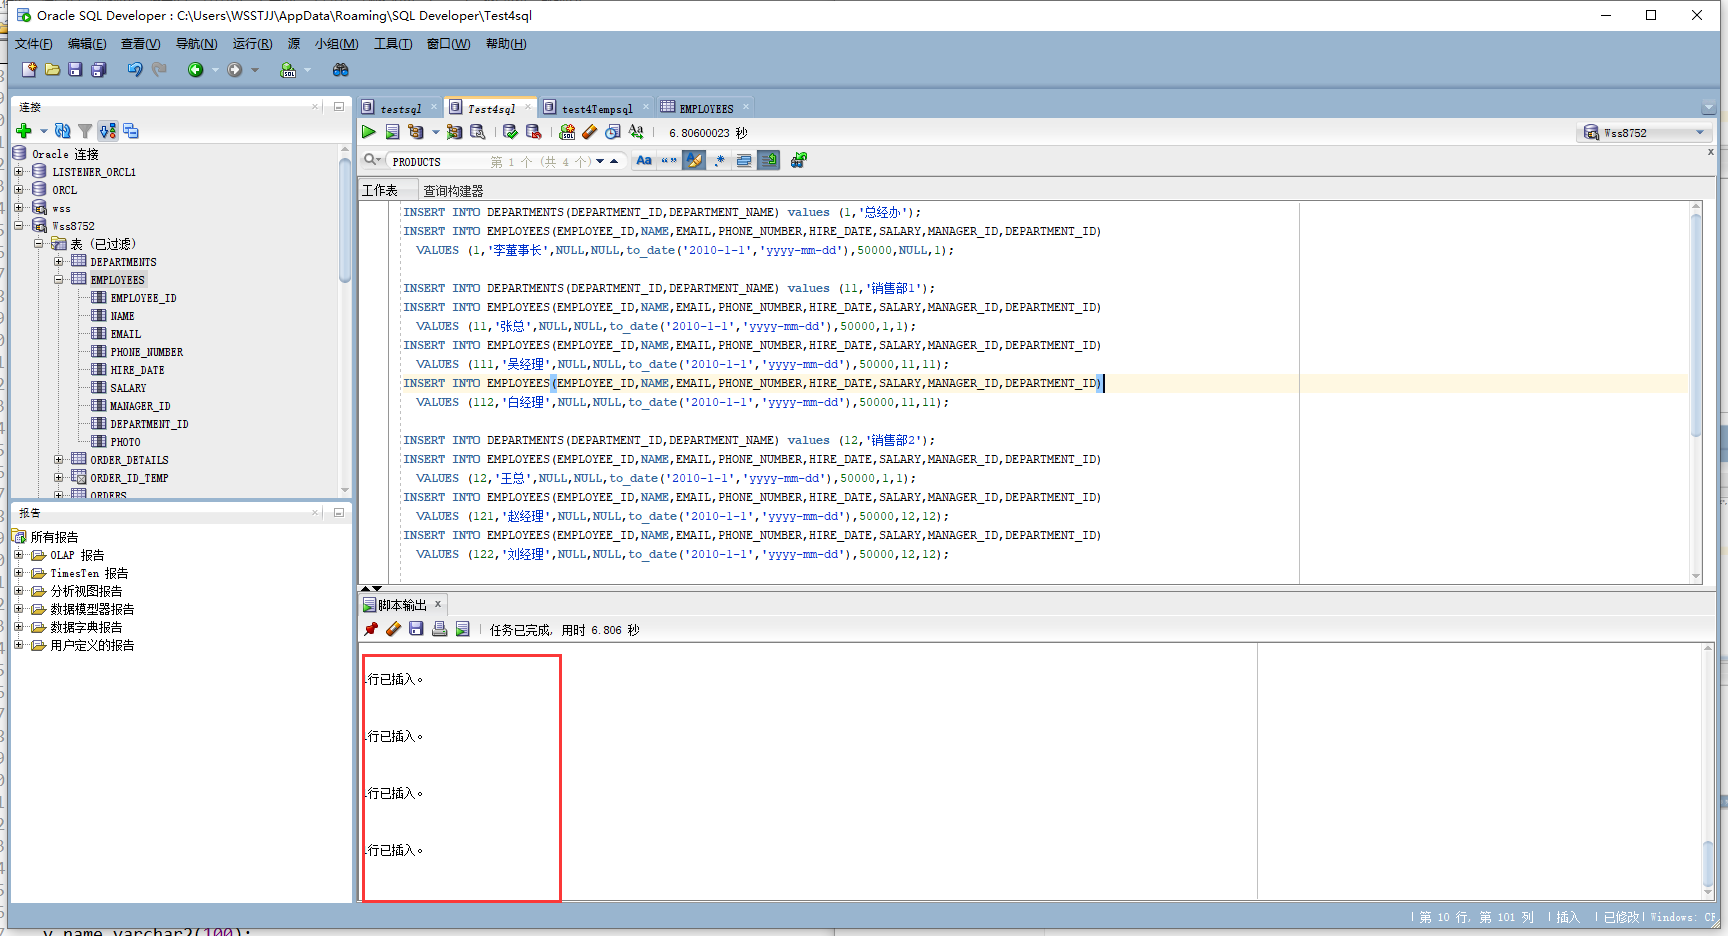 Oracle SQL Developer : C:\Users\WSSTJJ\AppData\Roaming\SQL Developer\Test4sql
文件(F) 编辑(E) 查看(V) 导航(N) 运行(R) 源 小组(M) 工具(T) 窗口(W) 帮助(H)
连接
Oracle 连接
LISTENER_ORCL1
ORCL
wss
Wss8752
表 (已过滤)
DEPARTMENTS
EMPLOYEES
EMPLOYEE_ID
NAME
EMAIL
PHONE_NUMBER
HIRE_DATE
SALARY
MANAGER_ID
DEPARTMENT_ID
PHOTO
ORDER_DETAILS
ORDER_ID_TEMP
ORDERS
报告
所有报告
OLAP 报告
TimesTen 报告
分析视图报告
数据模型器报告
数据字典报告
用户定义的报告
testsql Test4sql test4Tempsql EMPLOYEES
6.80600023 秒 Wss8752
PRODUCTS 第 1 个 (共 4 个) Aa
工作表 查询构建器
INSERT INTO DEPARTMENTS(DEPARTMENT_ID,DEPARTMENT_NAME) values (1,'总经办');
INSERT INTO EMPLOYEES(EMPLOYEE_ID,NAME,EMAIL,PHONE_NUMBER,HIRE_DATE,SALARY,MANAGER_ID,DEPARTMENT_ID)
VALUES (1,'李董事长',NULL,NULL,to_date('2010-1-1','yyyy-mm-dd'),50000,NULL,1);
INSERT INTO DEPARTMENTS(DEPARTMENT_ID,DEPARTMENT_NAME) values (11,'销售部1');
INSERT INTO EMPLOYEES(EMPLOYEE_ID,NAME,EMAIL,PHONE_NUMBER,HIRE_DATE,SALARY,MANAGER_ID,DEPARTMENT_ID)
VALUES (11,'张总',NULL,NULL,to_date('2010-1-1','yyyy-mm-dd'),50000,1,1);
INSERT INTO EMPLOYEES(EMPLOYEE_ID,NAME,EMAIL,PHONE_NUMBER,HIRE_DATE,SALARY,MANAGER_ID,DEPARTMENT_ID)
VALUES (111,'吴经理',NULL,NULL,to_date('2010-1-1','yyyy-mm-dd'),50000,11,11);
INSERT INTO EMPLOYEES(EMPLOYEE_ID,NAME,EMAIL,PHONE_NUMBER,HIRE_DATE,SALARY,MANAGER_ID,DEPARTMENT_ID)
VALUES (112,'白经理',NULL,NULL,to_date('2010-1-1','yyyy-mm-dd'),50000,11,11);
INSERT INTO DEPARTMENTS(DEPARTMENT_ID,DEPARTMENT_NAME) values (12,'销售部2');
INSERT INTO EMPLOYEES(EMPLOYEE_ID,NAME,EMAIL,PHONE_NUMBER,HIRE_DATE,SALARY,MANAGER_ID,DEPARTMENT_ID)
VALUES (12,'王总',NULL,NULL,to_date('2010-1-1','yyyy-mm-dd'),50000,1,1);
INSERT INTO EMPLOYEES(EMPLOYEE_ID,NAME,EMAIL,PHONE_NUMBER,HIRE_DATE,SALARY,MANAGER_ID,DEPARTMENT_ID)
VALUES (121,'赵经理',NULL,NULL,to_date('2010-1-1','yyyy-mm-dd'),50000,12,12);
INSERT INTO EMPLOYEES(EMPLOYEE_ID,NAME,EMAIL,PHONE_NUMBER,HIRE_DATE,SALARY,MANAGER_ID,DEPARTMENT_ID)
VALUES (122,'刘经理',NULL,NULL,to_date('2010-1-1','yyyy-mm-dd'),50000,12,12);
脚本输出
任务已完成, 用时 6.806 秒
行已插入。
行已插入。
行已插入。
行已插入。
第 10 行, 第 101 列 插入 已修改 Windows: CF
v_name varchar2(100);